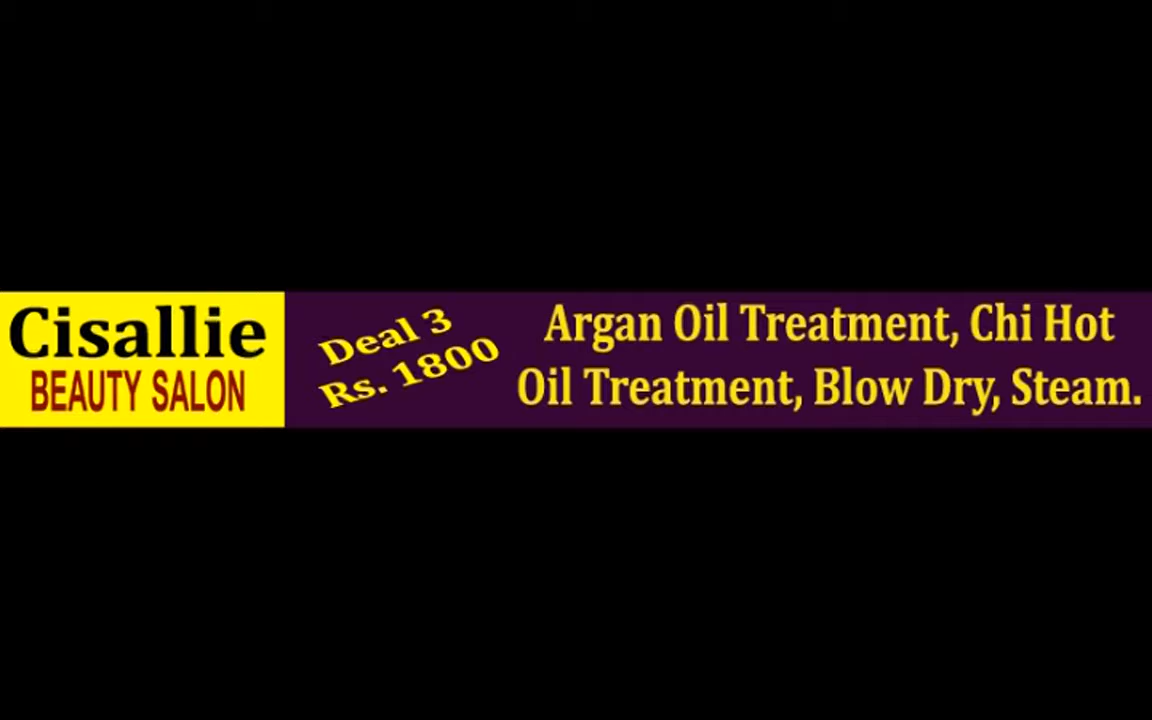 Cisallie
BEAUTY SALON
Deal 3
Rs. 1800
Argan Oil Treatment, Chi Hot
Oil Treatment, Blow Dry, Steam.